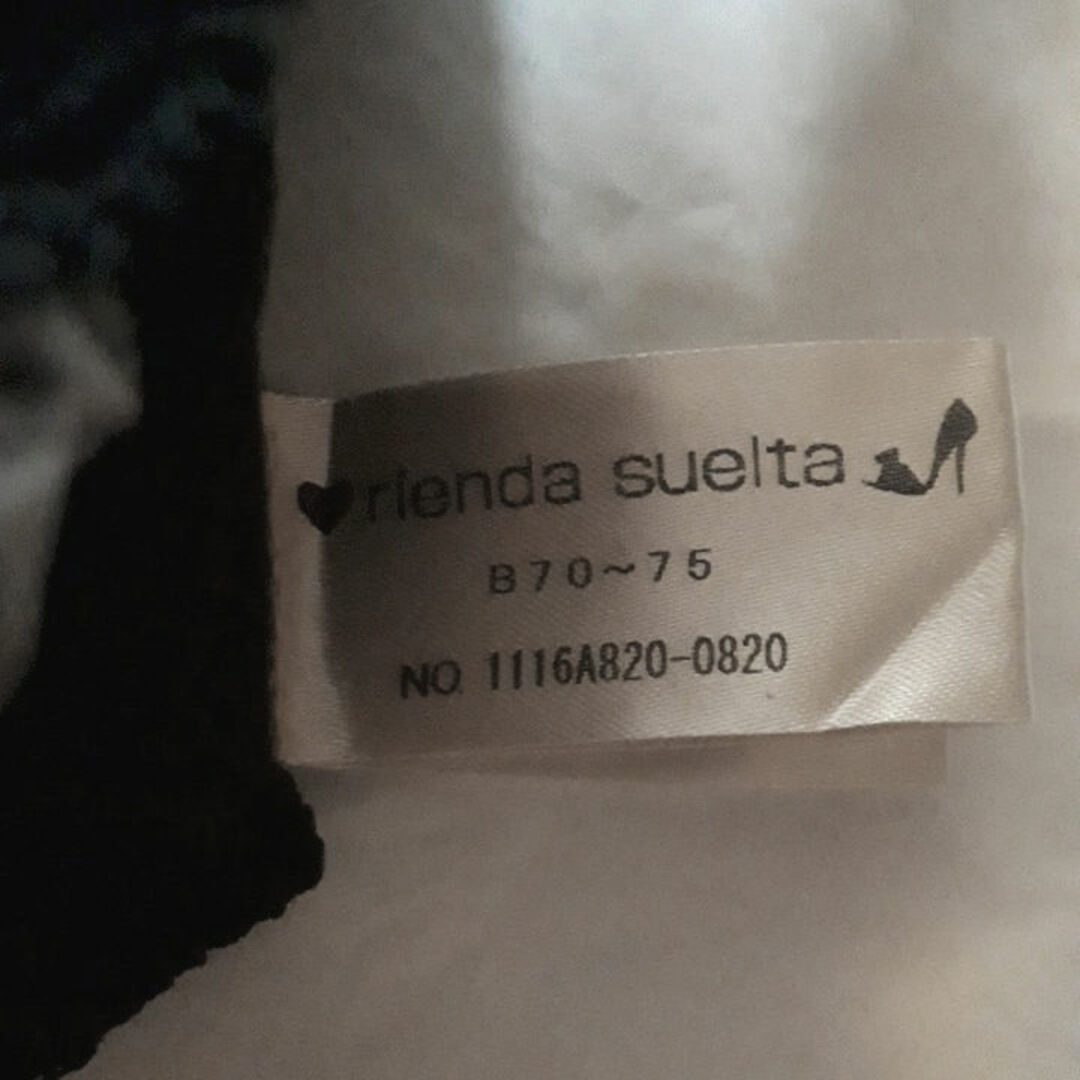 rienda suelta
B70~75
NO. 1116A820-0820